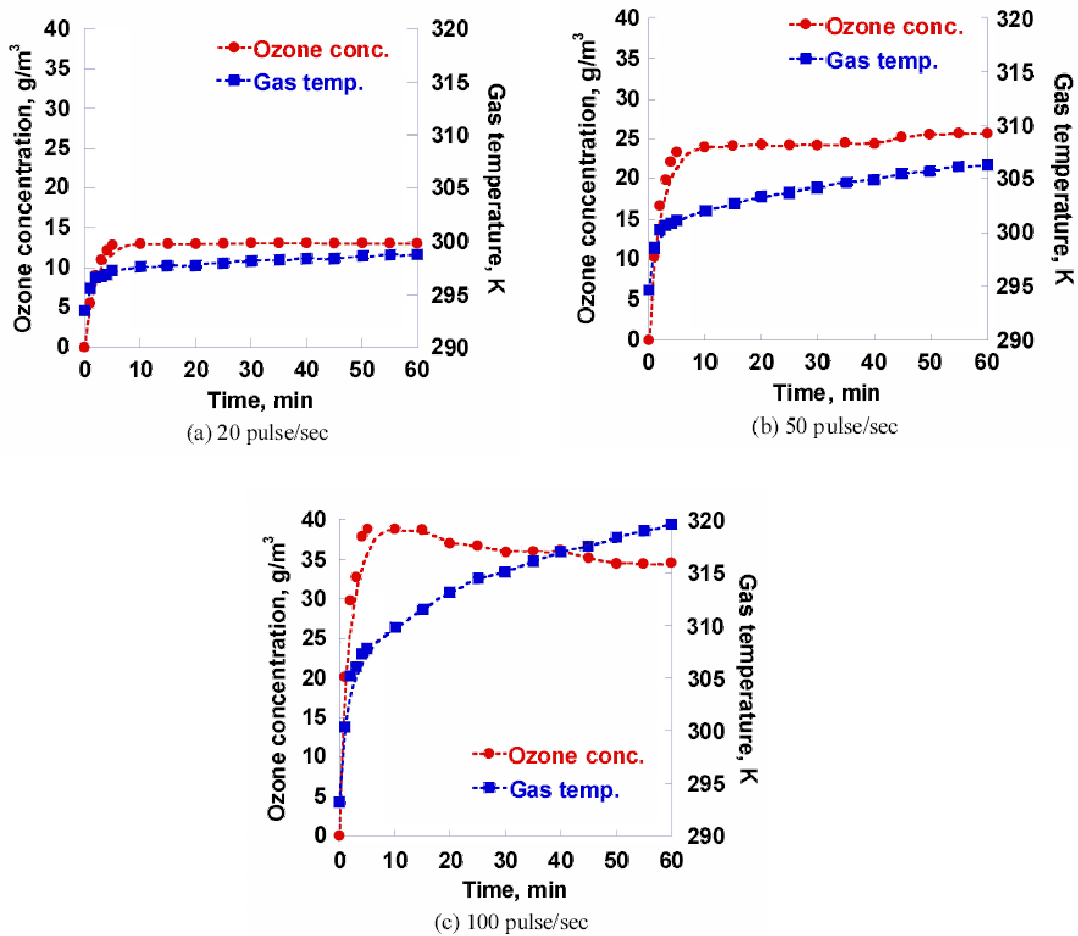 Ozone concentration, g/m³
40
35
30
25
20
15
10
5
0
Ozone conc.
Gas temp.
320
315
310
305
300
295
290
Gas temperature, K
0 10 20 30 40 50 60
Time, min
(a) 20 pulse/sec
Ozone concentration, g/m³
40
35
30
25
20
15
10
5
0
Ozone conc.
Gas temp.
320
315
310
305
300
295
290
Gas temperature, K
0 10 20 30 40 50 60
Time, min
(b) 50 pulse/sec
Ozone concentration, g/m³
40
35
30
25
20
15
10
5
0
Ozone conc.
Gas temp.
320
315
310
305
300
295
290
Gas temperature, K
0 10 20 30 40 50 60
Time, min
(c) 100 pulse/sec